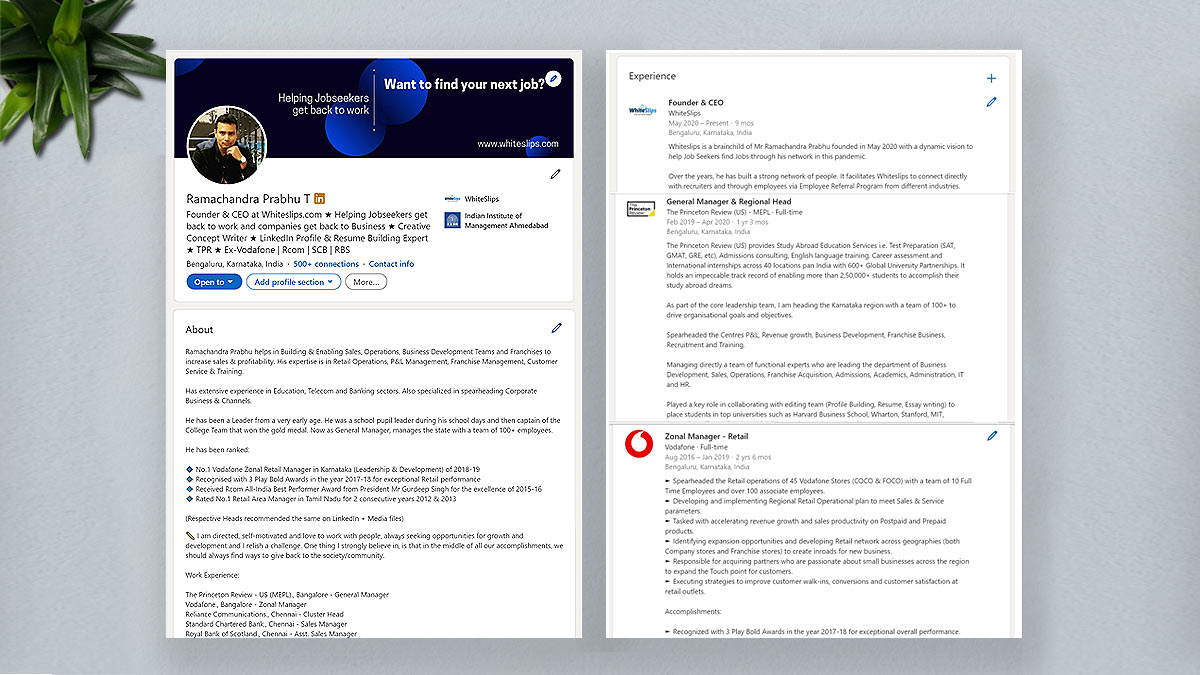 Want to find your next job?
Helping Jobseekers
get back to work
www.whiteslips.com
Ramachandra Prabhu T in
Founder & CEO at Whiteslips.com ★ Helping Jobseekers get
back to work and companies get back to Business ★ Creative
Concept Writer ★ LinkedIn Profile & Resume Building Expert
★ TPR ★ Ex-Vodafone | Rcom | SCB | RBS
Bengaluru, Karnataka, India · 500+ connections · Contact info
WhiteSlips
WhiteSlips
Indian Institute of
Management Ahmedabad
Open to
Add profile section
More...
About
Ramachandra Prabhu helps in Building & Enabling Sales, Operations, Business Development Teams and Franchises to
increase sales & profitability. His expertise is in Retail Operations, P&L Management, Franchise Management, Customer
Service & Training.
Has extensive experience in Education, Telecom and Banking sectors. Also specialized in spearheading Corporate
Business & Channels.
He has been a Leader from a very early age. He was a school pupil leader during his school days and then captain of the
College Team that won the gold medal. Now as General Manager, manages the state with a team of 100+ employees.
He has been ranked:
No.1 Vodafone Zonal Retail Manager in Karnataka (Leadership & Development) of 2018-19
Recognised with 3 Play Bold Awards in the year 2017-18 for exceptional Retail performance
Received Rcom All-India Best Performer Award from President Mr Gurdeep Singh for the excellence of 2015-16
Rated No.1 Retail Area Manager in Tamil Nadu for 2 consecutive years 2012 & 2013
(Respective Heads recommended the same on LinkedIn + Media files)
I am directed, self-motivated and love to work with people, always seeking opportunities for growth and
development and I relish a challenge. One thing I strongly believe in, is that in the middle of all our accomplishments, we
should always find ways to give back to the society/community.
Work Experience:
The Princeton Review - US (MEPL)., Bangalore - General Manager
Vodafone., Bangalore - Zonal Manager
Reliance Communications., Chennai - Cluster Head
Standard Chartered Bank., Chennai - Sales Manager
Royal Bank of Scotland., Chennai - Asst. Sales Manager
Experience
WhiteSlips
Founder & CEO
WhiteSlips
May 2020 – Present · 9 mos
Bengaluru, Karnataka, India
Whiteslips is a brainchild of Mr Ramachandra Prabhu founded in May 2020 with a dynamic vision to
help Job Seekers find Jobs through his network in this pandemic.
Over the years, he has built a strong network of people. It facilitates Whiteslips to connect directly
with recruiters and through employees via Employee Referral Program from different industries.
The
Princeton
Review
General Manager & Regional Head
The Princeton Review (US) - MEPL · Full-time
Feb 2019 – Apr 2020 · 1 yr 3 mos
Bengaluru, Karnataka, India
The Princeton Review (US) provides Study Abroad Education Services i.e. Test Preparation (SAT,
GMAT, GRE, etc), Admissions consulting, English language training, Career assessment and
International internships across 40 locations pan India with 600+ Global University Partnerships. It
holds an impeccable track record of enabling more than 2,50,000+ students to accomplish their
study abroad dreams.
As part of the core leadership team, I am heading the Karnataka region with a team of 100+ to
drive organisational goals and objectives.
Spearheaded the Centres P&L, Revenue growth, Business Development, Franchise Business,
Recruitment and Training.
Managing directly a team of functional experts who are leading the department of Business
Development, Sales, Operations, Franchise Acquisition, Admissions, Academics, Administration, IT
and HR.
Played a key role in collaborating with editing team (Profile Building, Resume, Essay writing) to
place students in top universities such as Harvard Business School, Wharton, Stanford, MIT,
Zonal Manager - Retail
Vodafone · Full-time
Aug 2016 – Jan 2019 · 2 yrs 6 mos
Bengaluru, Karnataka, India
► Spearheaded the Retail operations of 45 Vodafone Stores (COCO & FOCO) with a team of 10 Full
Time Employees and over 100 associate employees.
► Developing and implementing Regional Retail Operational plan to meet Sales & Service
parameters.
► Tasked with accelerating revenue growth and sales productivity on Postpaid and Prepaid
products.
► Identifying expansion opportunities and developing Retail network across geographies (both
Company stores and Franchise stores) to create inroads for new business.
► Responsible for acquiring partners who are passionate about small businesses across the region
to expand the Touch point for customers.
► Executing strategies to improve customer walk-ins, conversions and customer satisfaction at
retail outlets.
Accomplishments:
► Recognized with 3 Play Bold Awards in the year 2017-18 for exceptional overall performance.